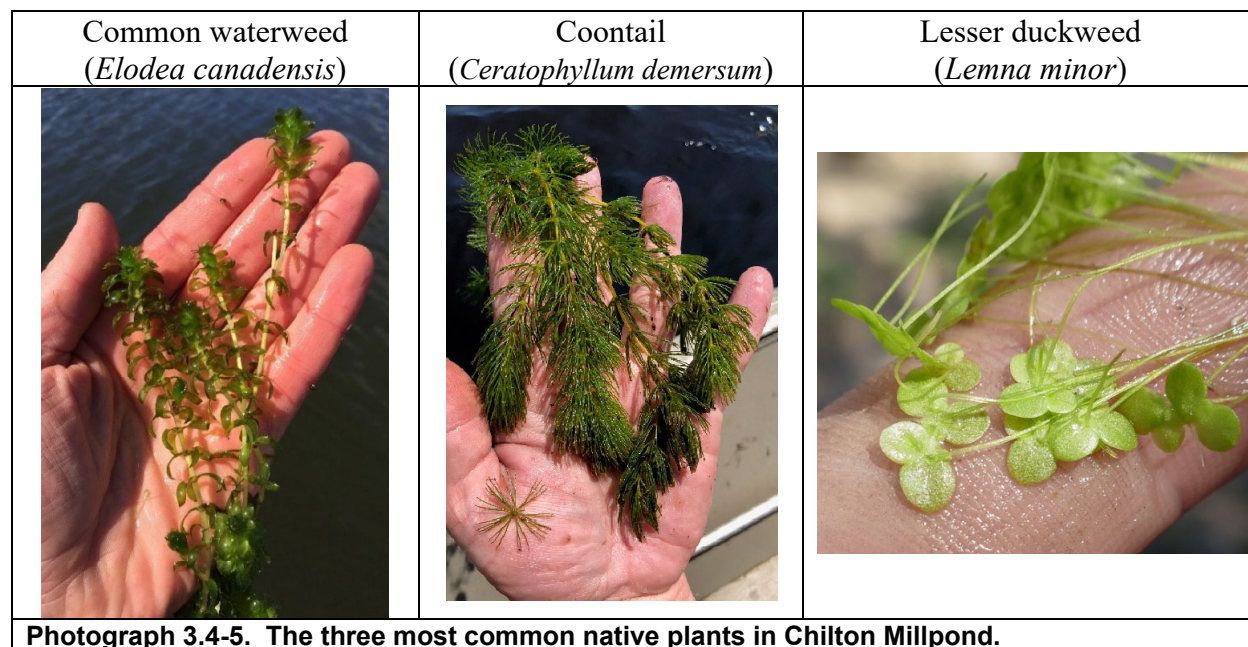 Common waterweed
(Elodea canadensis)
Coontail
(Ceratophyllum demersum)
Lesser duckweed
(Lemna minor)
Photograph 3.4-5.  The three most common native plants in Chilton Millpond.